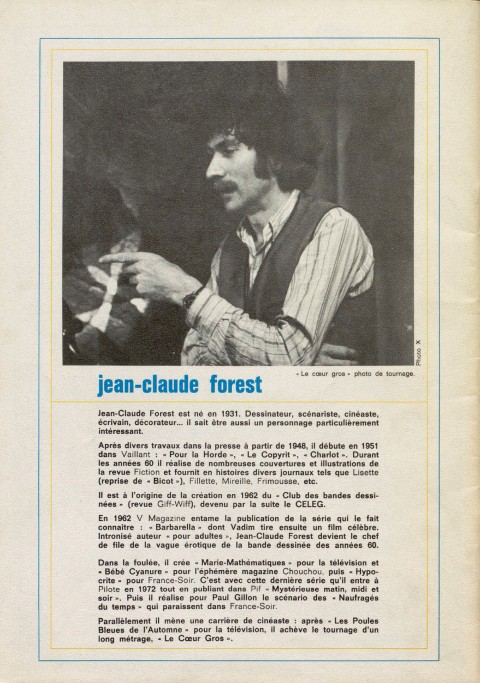 Photo X
« Le cœur gros » photo de tournage.
jean-claude forest
Jean-Claude Forest est né en 1931. Dessinateur, scénariste, cinéaste,
écrivain, décorateur... il sait être aussi un personnage particulièrement
intéressant.
Après divers travaux dans la presse à partir de 1948, il débute en 1951
dans Vaillant : « Pour la Horde », « Le Copyrit », « Charlot ». Durant
les années 60 il réalise de nombreuses couvertures et illustrations de
la revue Fiction et fournit en histoires divers journaux tels que Lisette
(reprise de « Bicot »), Fillette, Mireille, Frimousse, etc.
Il est à l'origine de la création en 1962 du « Club des bandes dessi-
nées » (revue Giff-Wiff), devenu par la suite le CELEG.
En 1962 V Magazine entame la publication de la série qui le fait
connaître : « Barbarella » dont Vadim tire ensuite un film célèbre.
Intronisé auteur « pour adultes », Jean-Claude Forest devient le chef
de file de la vague érotique de la bande dessinée des années 60.
Dans la foulée, il crée « Marie-Mathématiques » pour la télévision et
« Bébé Cyanure » pour l'éphémère magazine Chouchou, puis « Hypo-
crite » pour France-Soir. C'est avec cette dernière série qu'il entre à
Pilote en 1972 tout en publiant dans Pif « Mystérieuse matin, midi et
soir ». Puis il réalise pour Paul Gillon le scénario des « Naufragés
du temps » qui paraissent dans France-Soir.
Parallèlement il mène une carrière de cinéaste : après « Les Poules
Bleues de l'Automne » pour la télévision, il achève le tournage d'un
long métrage, « Le Cœur Gros ».